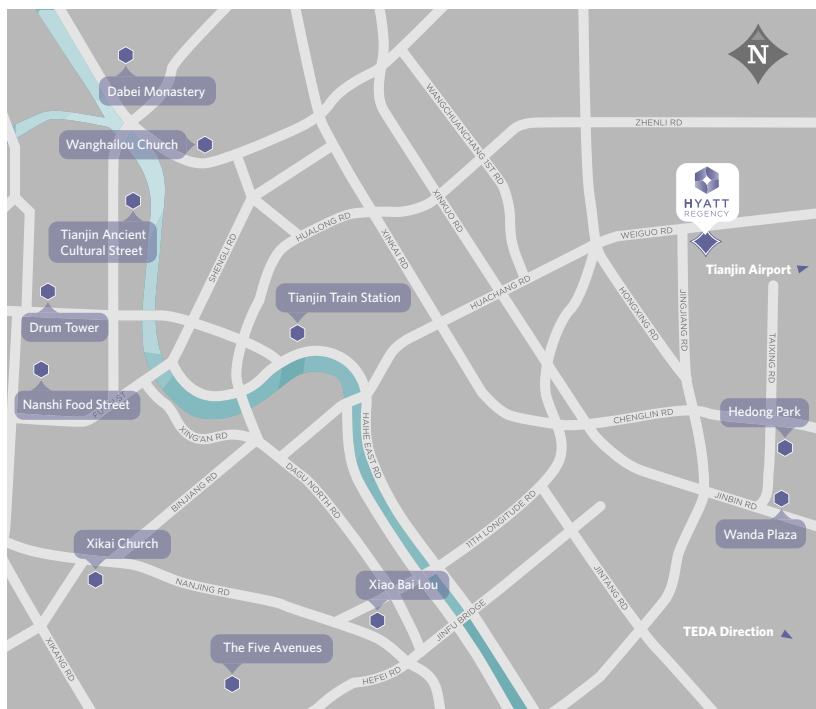 N
Dabei Monastery
Wanghailou Church
WANGCHUANCHANG 1ST RD
ZHENLI RD
HYATT
REGENCY
Tianjin Ancient
Cultural Street
SHENGLI RD
HUALONG RD
XINKAI RD
XINKUO RD
WEIGUO RD
Tianjin Airport
Drum Tower
Tianjin Train Station
HUACHANG RD
HONGXING RD
JINGJIANG RD
TAIXING RD
Nanshi Food Street
XING'AN RD
HAIHE EAST RD
CHENGLIN RD
Hedong Park
BINJIANG RD
DAGU NORTH RD
11TH LONGITUDE RD
JINBIN RD
Wanda Plaza
Xikai Church
NANJING RD
Xiao Bai Lou
JINTANG RD
JINFU BRIDGE
TEDA Direction
XIKANG RD
The Five Avenues
HEFEI RD